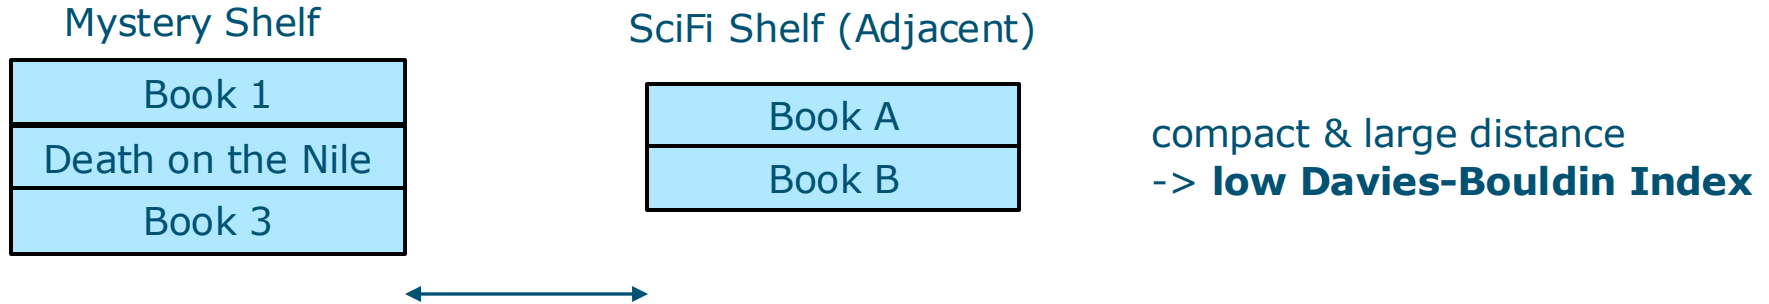 Mystery Shelf
Book 1
Death on the Nile
Book 3
SciFi Shelf (Adjacent)
Book A
Book B
compact & large distance
-> low Davies-Bouldin Index